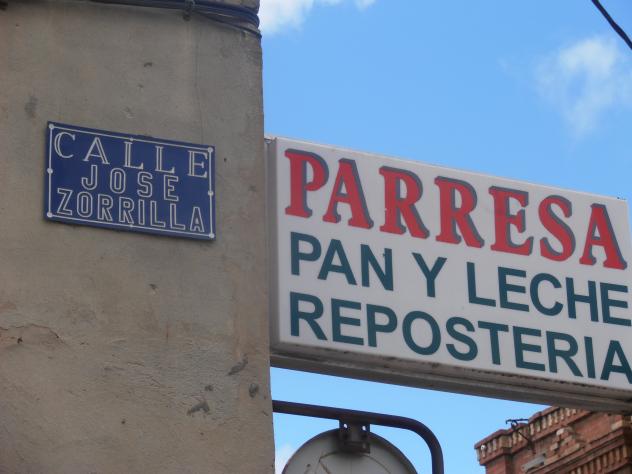 CALLE
JOSE
ZORRILLA
PARRESA
PAN Y LECHE
REPOSTERIA